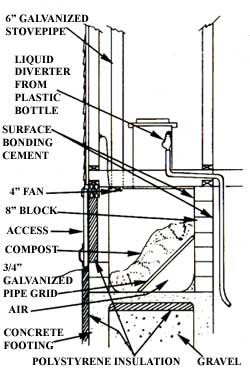 6” GALVANIZED
STOVEPIPE
LIQUID
DIVERTER
FROM
PLASTIC
BOTTLE
SURFACE
BONDING
CEMENT
4” FAN
8” BLOCK
ACCESS
COMPOST
3/4”
GALVANIZED
PIPE GRID
AIR
CONCRETE
FOOTING
POLYSTYRENE INSULATION
GRAVEL